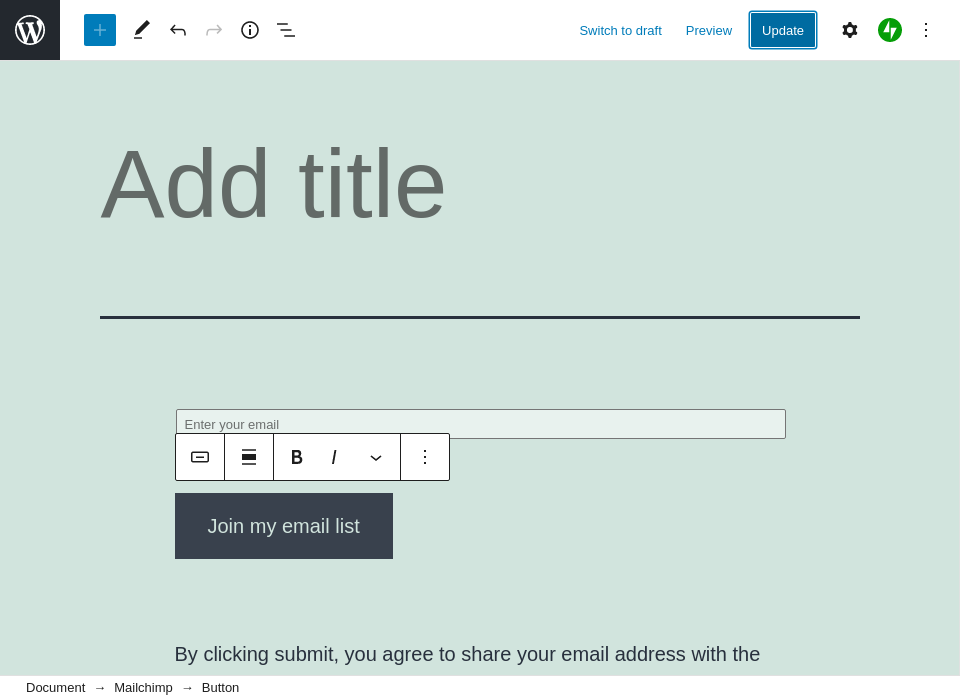 Switch to draft Preview Update
Add title
Enter your email
B I
Join my email list
By clicking submit, you agree to share your email address with the
Document → Mailchimp → Button